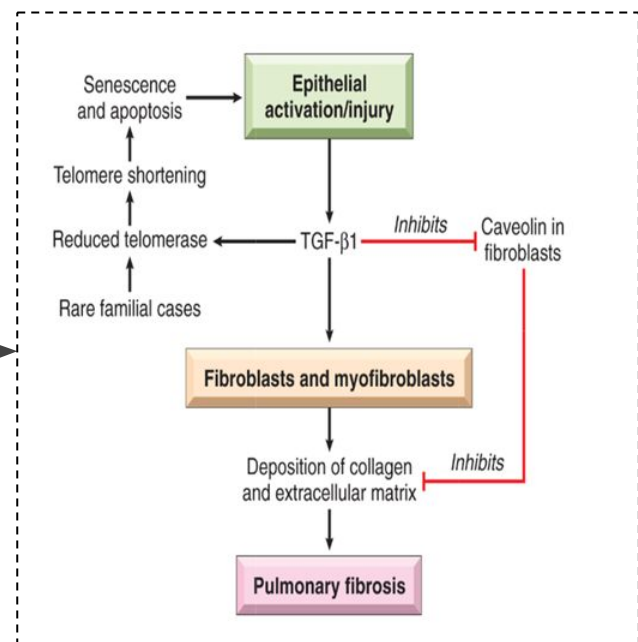 Epithelial
activation/injury
Senescence
and apoptosis
Telomere shortening
Reduced telomerase
Rare familial cases
TGF-β1
Inhibits
Caveolin in
fibroblasts
Fibroblasts and myofibroblasts
Deposition of collagen
and extracellular matrix
Inhibits
Pulmonary fibrosis